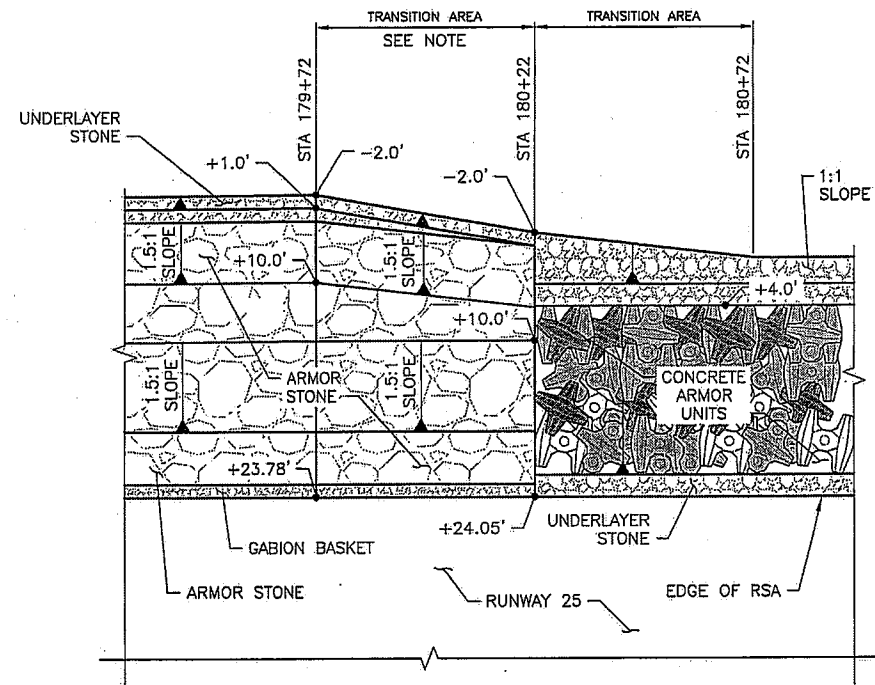 TRANSITION AREA
TRANSITION AREA
SEE NOTE
STA 179+72
STA 180+22
STA 180+72
UNDERLAYER
STONE
+1.0'
-2.0'
-2.0'
1:1
SLOPE
1.5:1
SLOPE
1.5:1
SLOPE
+10.0'
+4.0'
+10.0'
1.5:1
SLOPE
1.5:1
SLOPE
ARMOR
STONE
CONCRETE
ARMOR
UNITS
+23.78'
+24.05'
UNDERLAYER
STONE
GABION BASKET
ARMOR STONE
RUNWAY 25
EDGE OF RSA